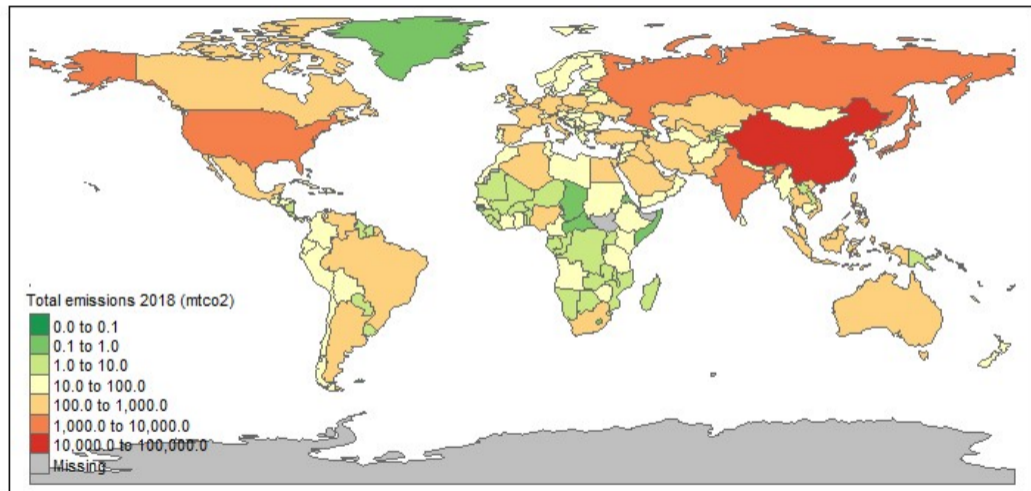 Total emissions 2018 (mtco2)
0.0 to 0.1
0.1 to 1.0
1.0 to 10.0
10.0 to 100.0
100.0 to 1,000.0
1,000.0 to 10,000.0
10,000.0 to 100,000.0
Missing